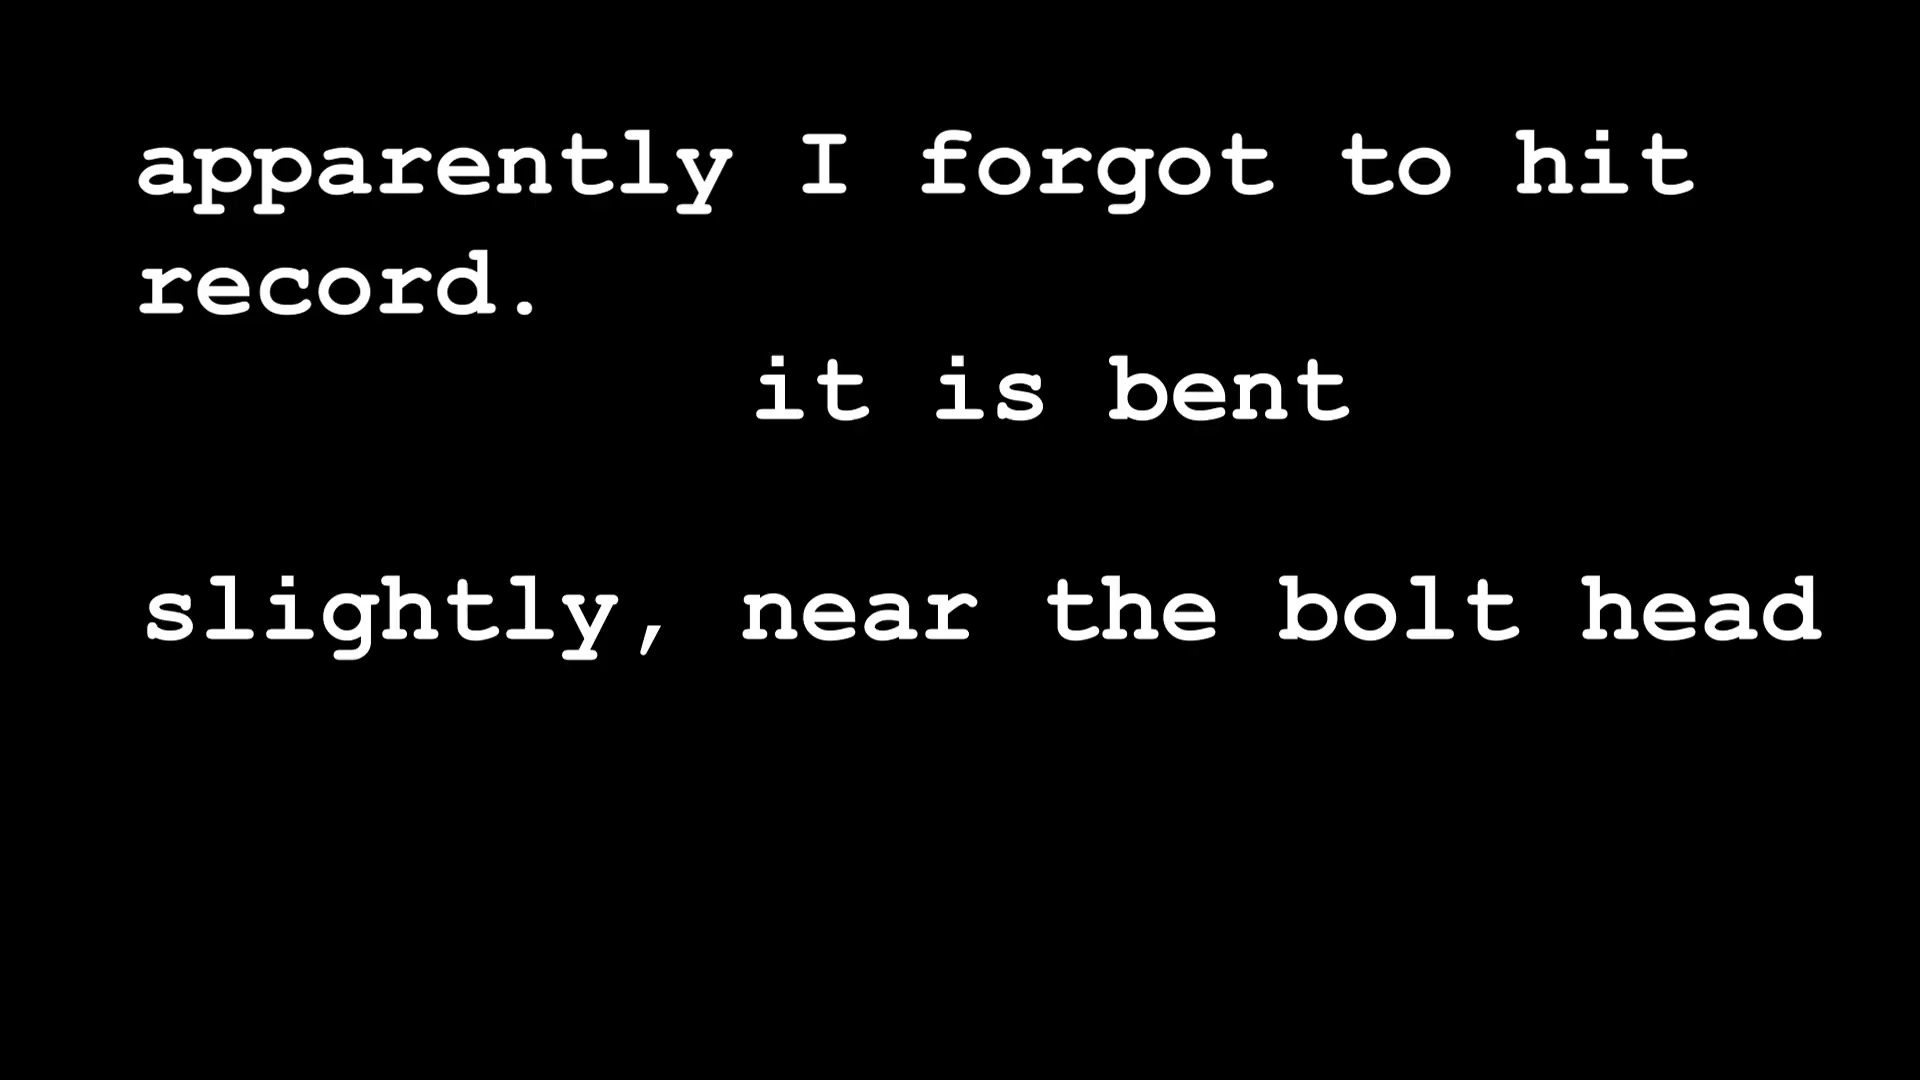 apparently I forgot to hit
record.
it is bent
slightly, near the bolt head